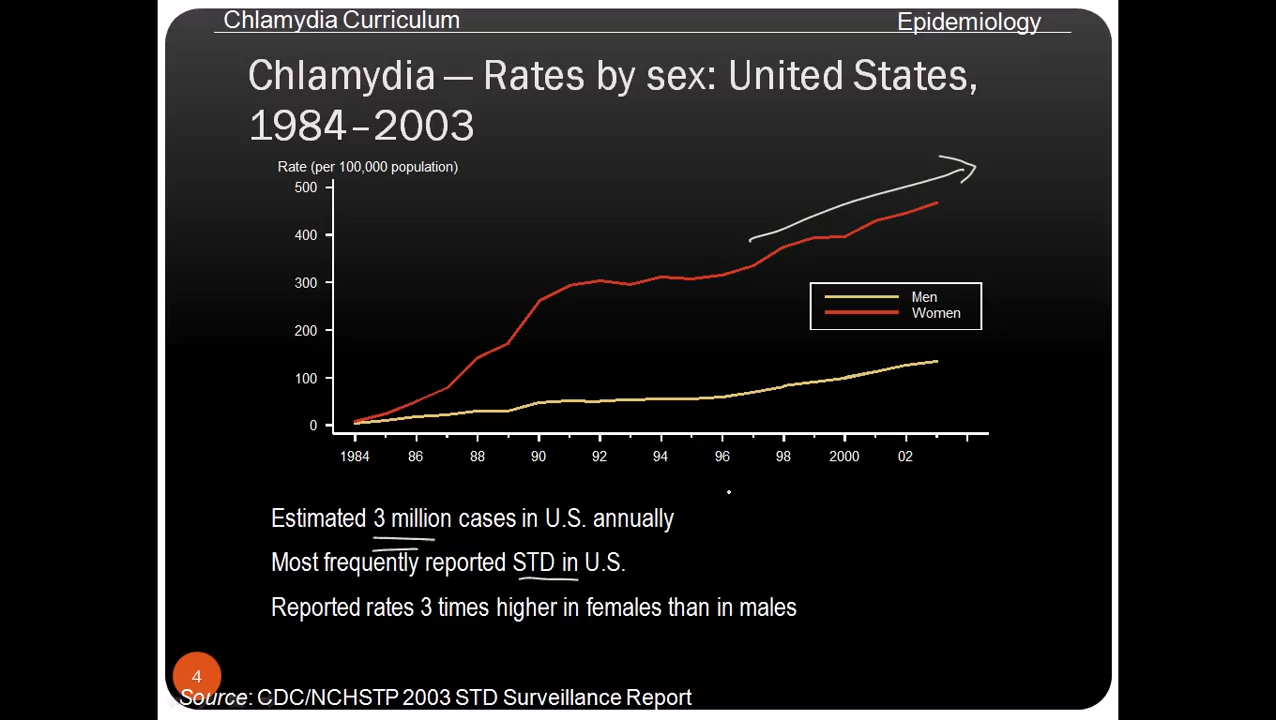 Chlamydia Curriculum
Epidemiology
Chlamydia — Rates by sex: United States,
1984–2003
Rate (per 100,000 population)
500
400
300
200
100
0
Men
Women
1984 86 88 90 92 94 96 98 2000 02
Estimated 3 million cases in U.S. annually
Most frequently reported STD in U.S.
Reported rates 3 times higher in females than in males
4
Source: CDC/NCHSTP 2003 STD Surveillance Report